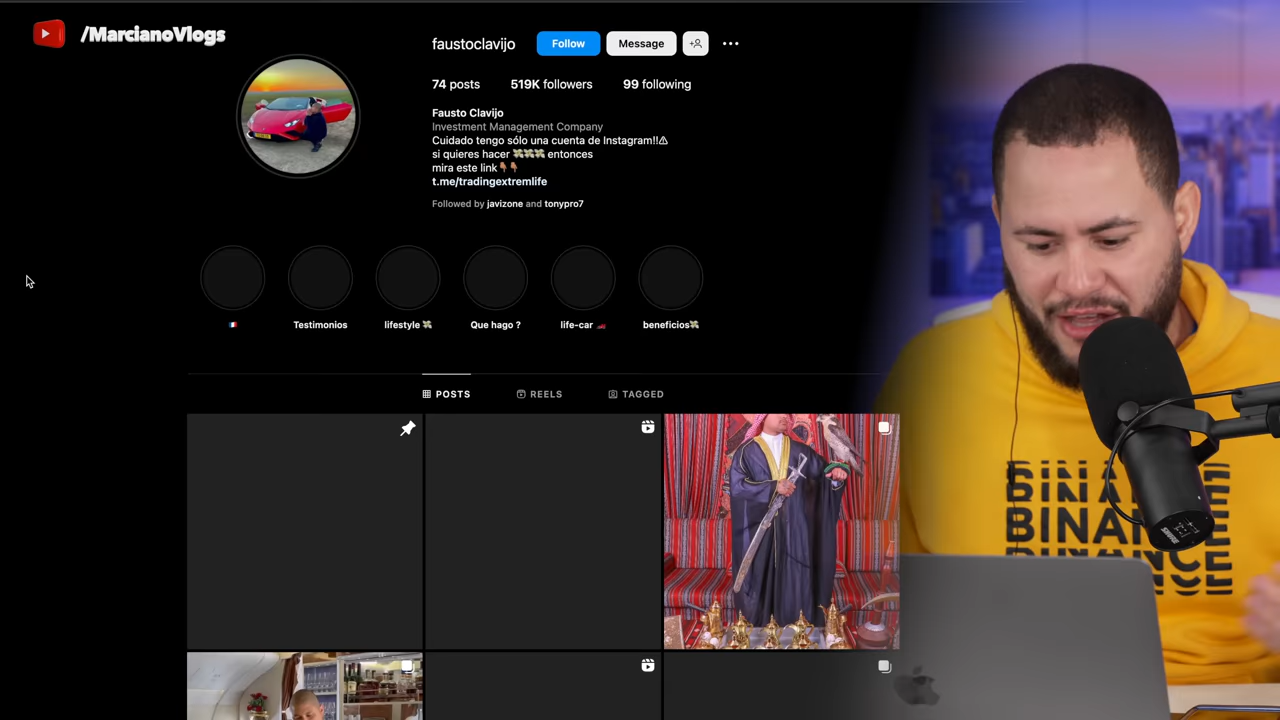 /MarcianoVlogs
faustoclavijo
Follow
Message
74 posts 519K followers 99 following
Fausto Clavijo
Investment Management Company
Cuidado tengo sólo una cuenta de Instagram!!⚠
si quieres hacer 💸💸💸 entonces
mira este link👇🏽👇🏽
t.me/tradingextremlife
Followed by javizone and tonypro7
Testimonios
lifestyle 💸
Que hago ?
life-car 🏎️
beneficios💸
POSTS
REELS
TAGGED
BINANCE
BINANCE
BINANCE
SHURE